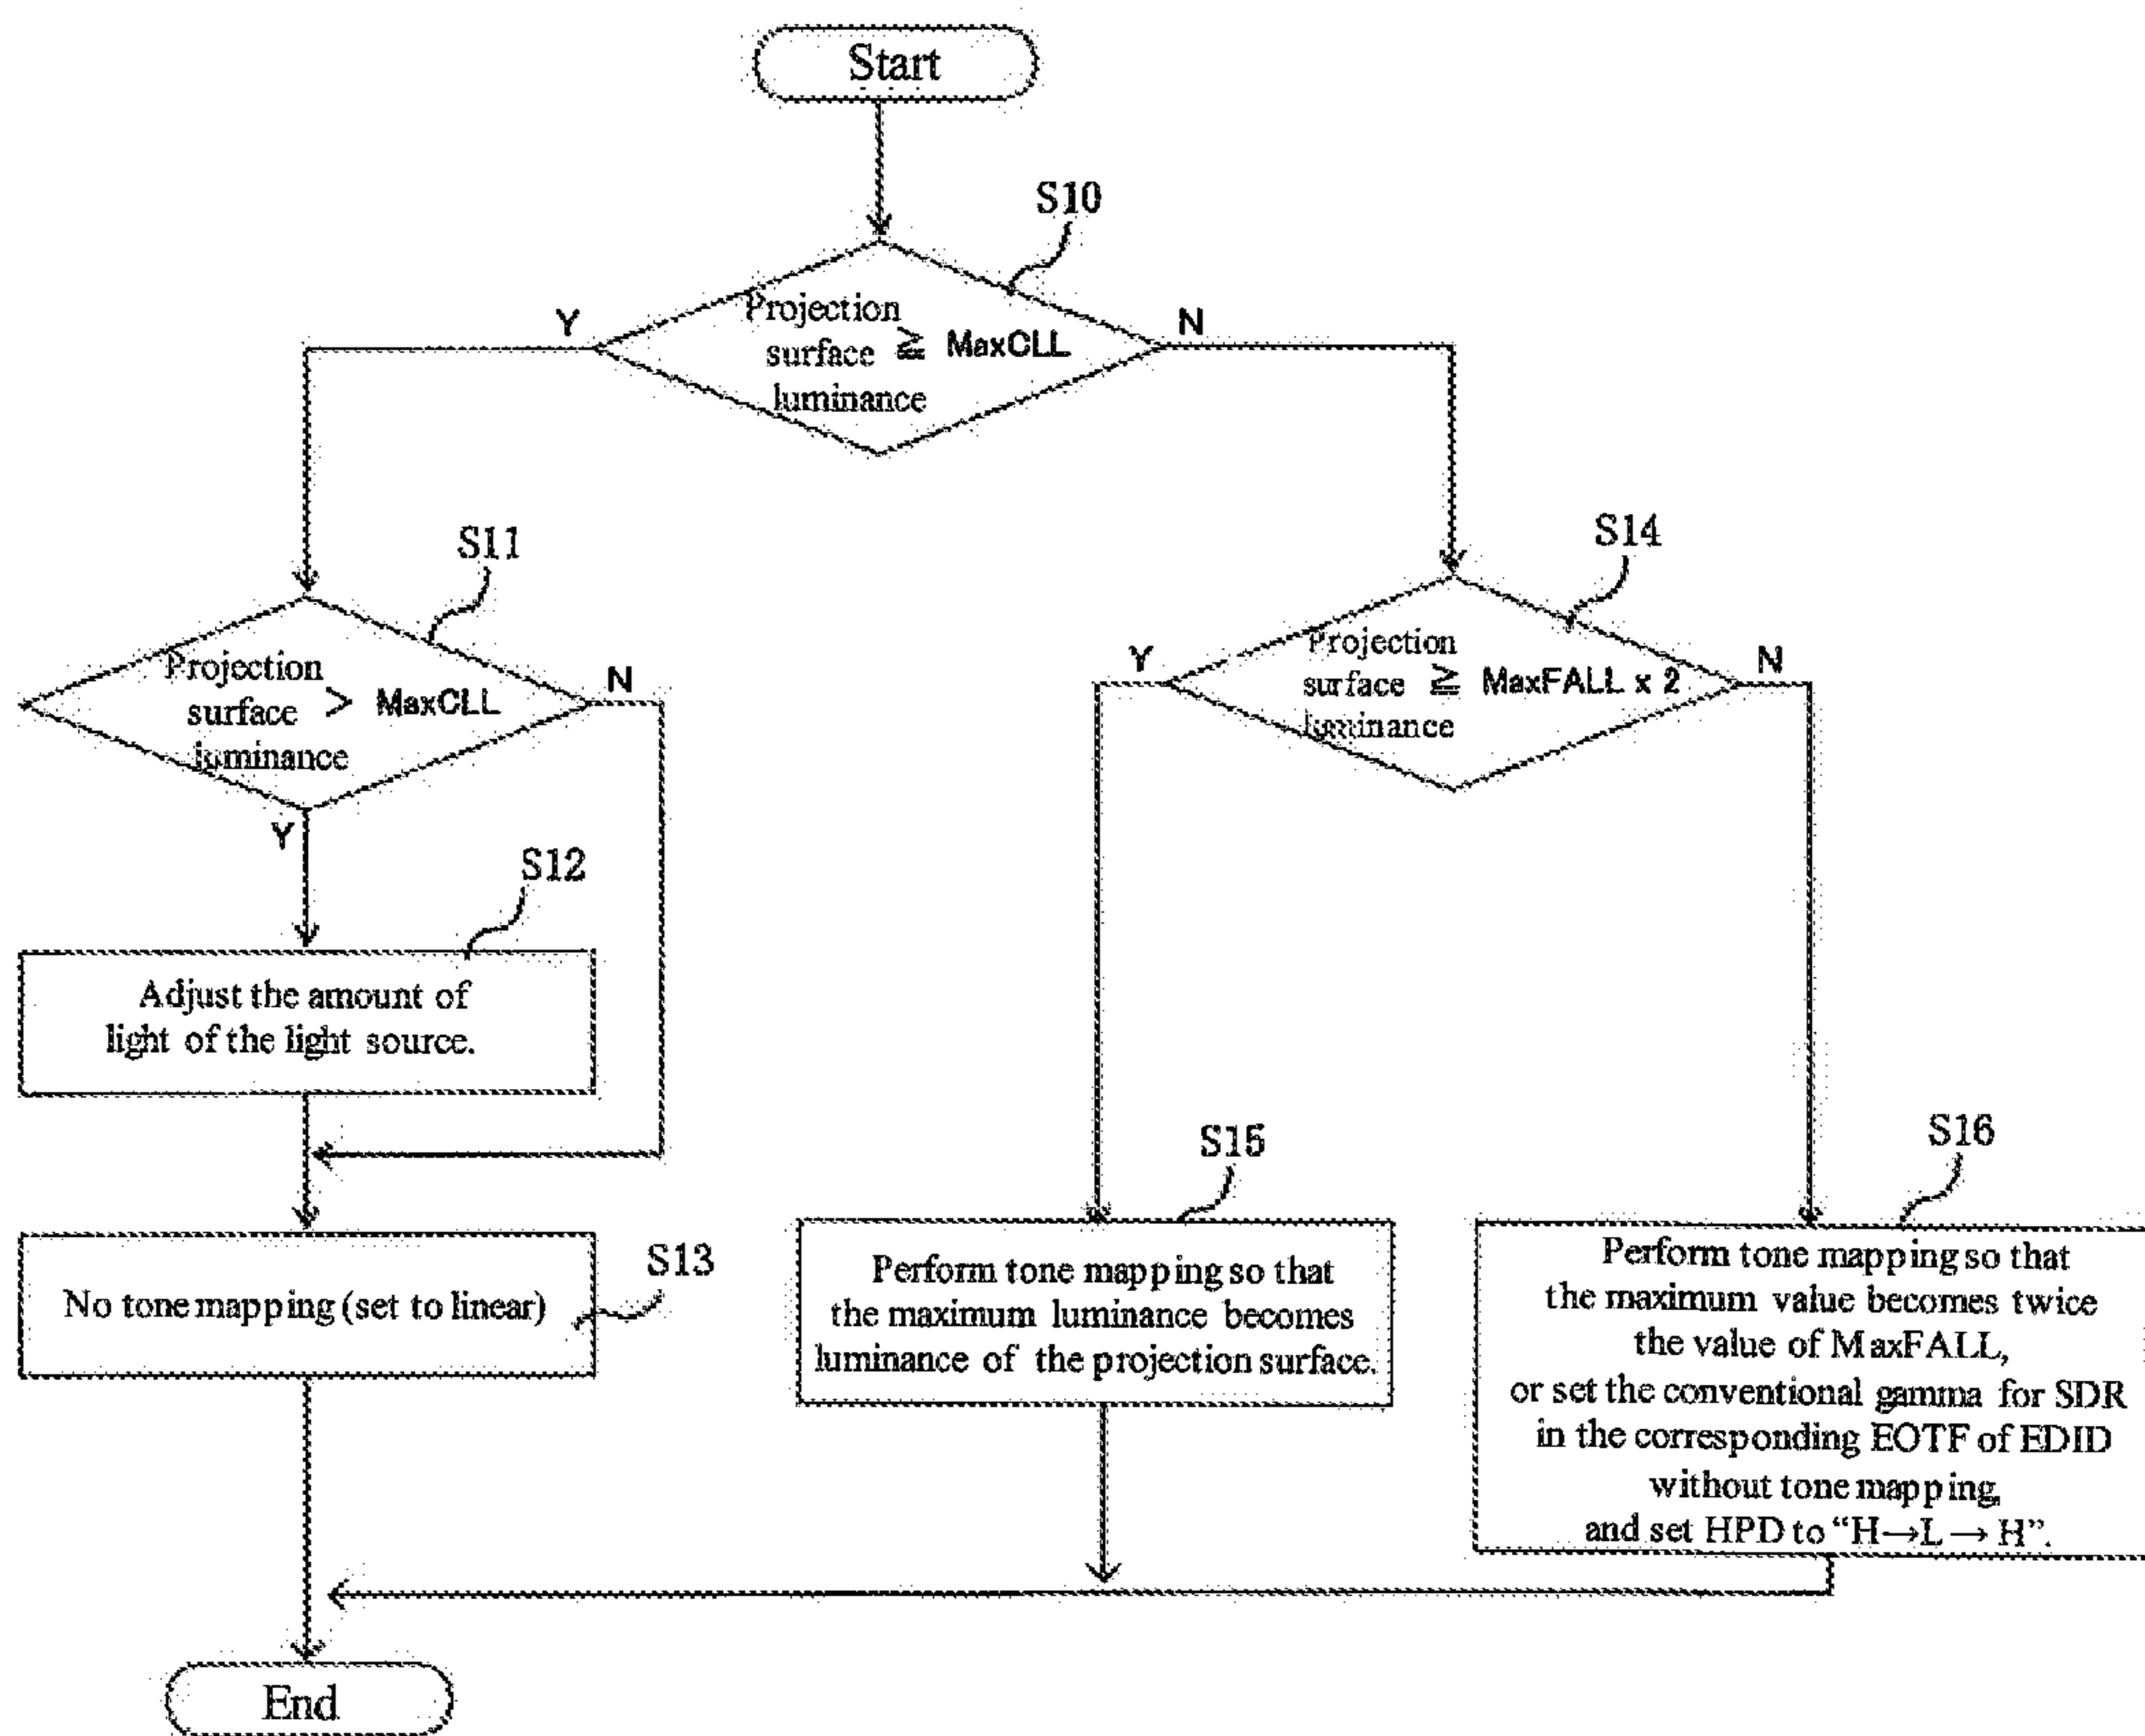 Start
S10
Y
Projection
surface ≧ MaxCLL
luminance
N
S11
Projection
surface > MaxCLL
luminance
N
Y
S14
Y
Projection
surface ≧ MaxFALL x 2
luminance
N
S12
Adjust the amount of
light of the light source.
S13
No tone mapping (set to linear)
S15
Perform tone mapping so that
the maximum luminance becomes
luminance of the projection surface.
S16
Perform tone mapping so that
the maximum value becomes twice
the value of MaxFALL,
or set the conventional gamma for SDR
in the corresponding EOTF of EDID
without tone mapping,
and set HPD to “H→L → H”.
End